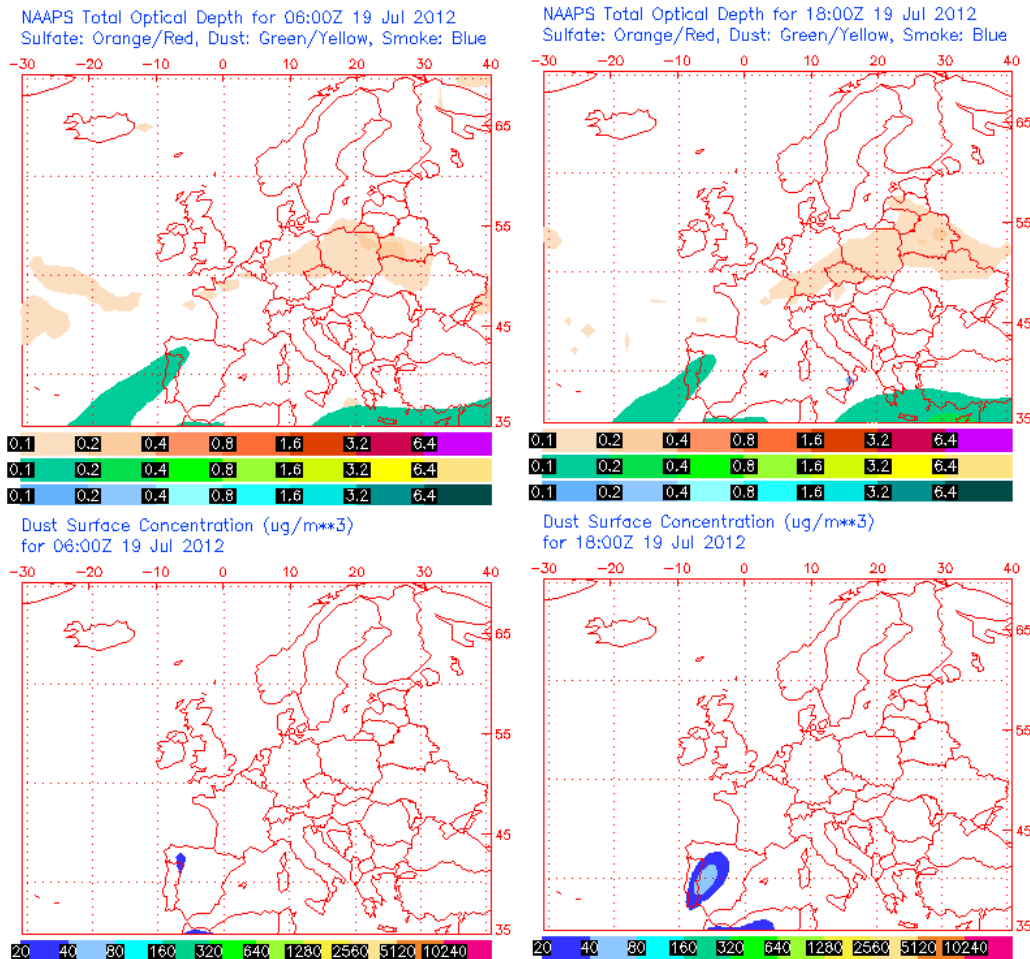 NAAPS Total Optical Depth for 06:00Z 19 Jul 2012
Sulfate: Orange/Red, Dust: Green/Yellow, Smoke: Blue
-30 -20 -10 0 10 20 30 40
65
55
45
35
0.1 0.2 0.4 0.8 1.6 3.2 6.4
0.1 0.2 0.4 0.8 1.6 3.2 6.4
0.1 0.2 0.4 0.8 1.6 3.2 6.4
NAAPS Total Optical Depth for 18:00Z 19 Jul 2012
Sulfate: Orange/Red, Dust: Green/Yellow, Smoke: Blue
-30 -20 -10 0 10 20 30 40
65
55
45
35
0.1 0.2 0.4 0.8 1.6 3.2 6.4
0.1 0.2 0.4 0.8 1.6 3.2 6.4
0.1 0.2 0.4 0.8 1.6 3.2 6.4
Dust Surface Concentration (ug/m**3)
for 06:00Z 19 Jul 2012
-30 -20 -10 0 10 20 30 40
65
55
45
35
20 40 80 160 320 640 1280 2560 5120 10240
Dust Surface Concentration (ug/m**3)
for 18:00Z 19 Jul 2012
-30 -20 -10 0 10 20 30 40
65
55
45
35
20 40 80 160 320 640 1280 2560 5120 10240